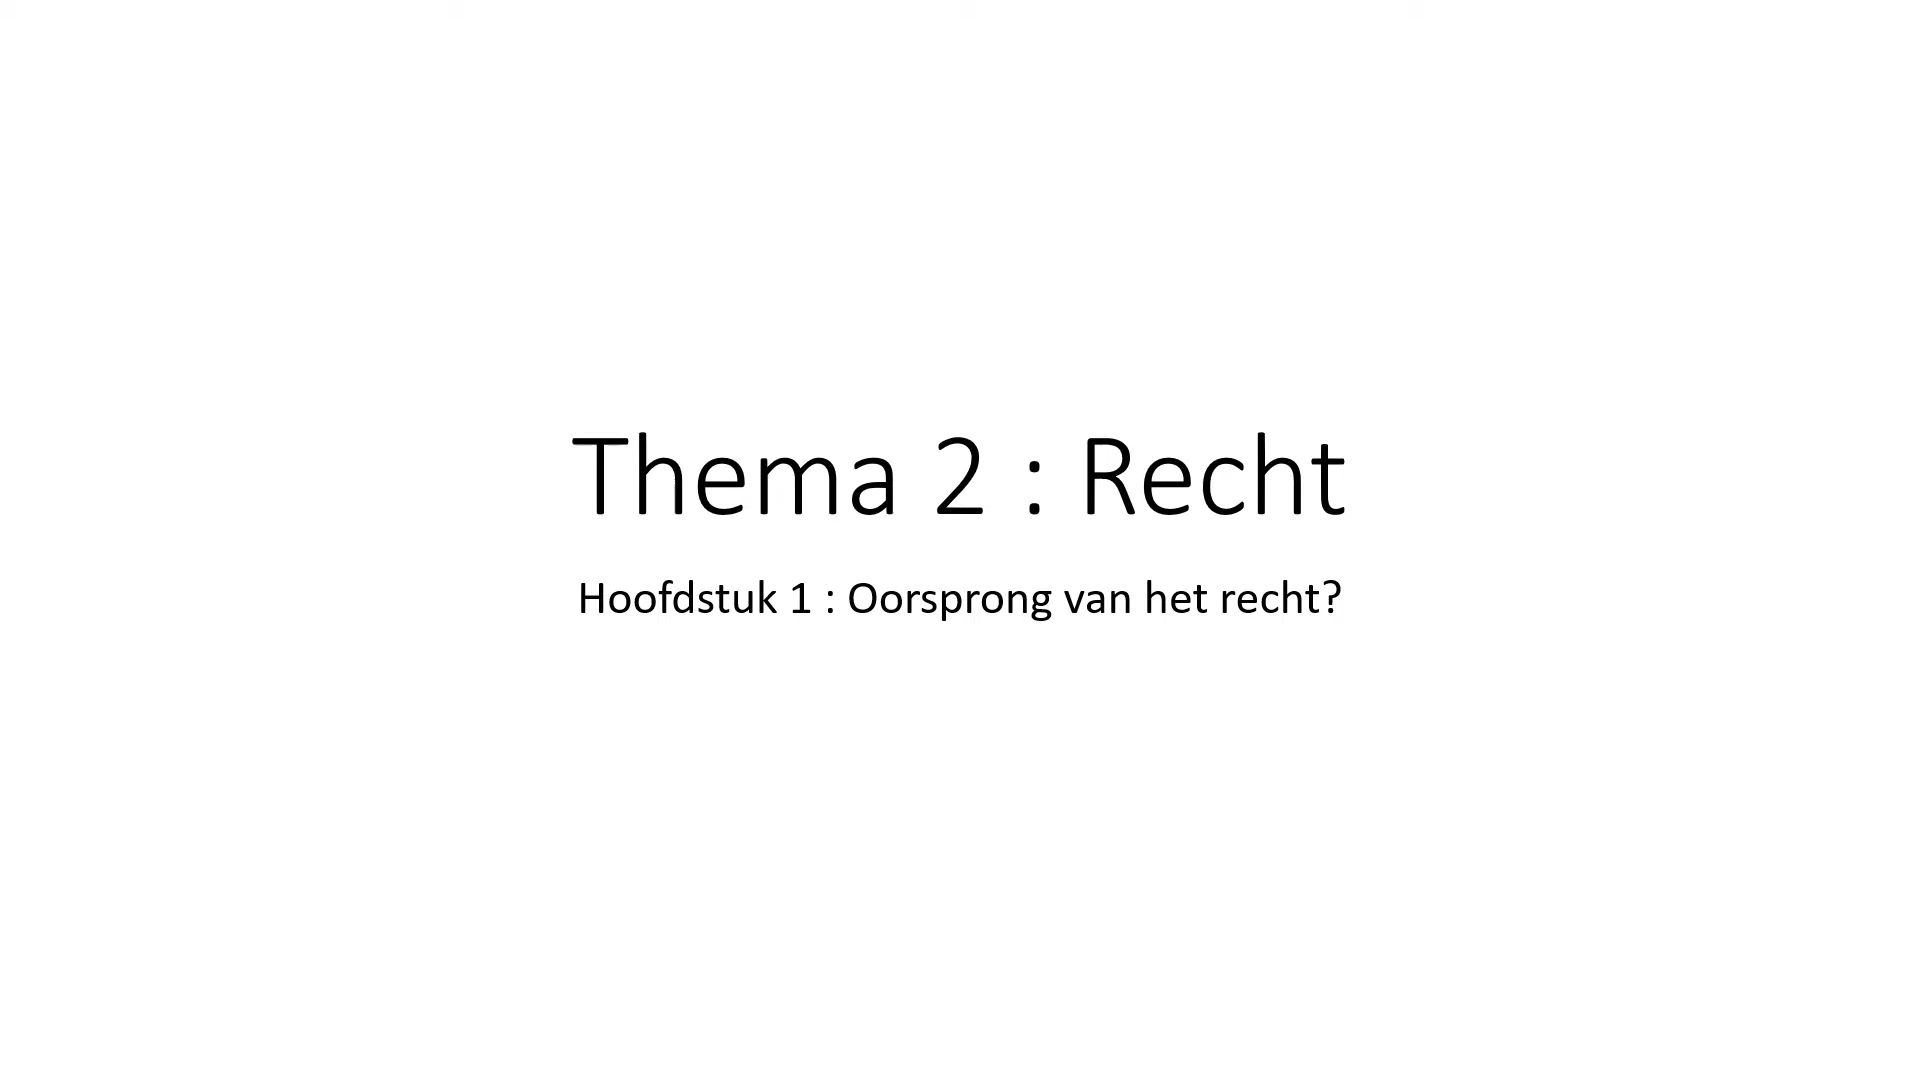 Thema 2 : Recht
Hoofdstuk 1 : Oorsprong van het recht?